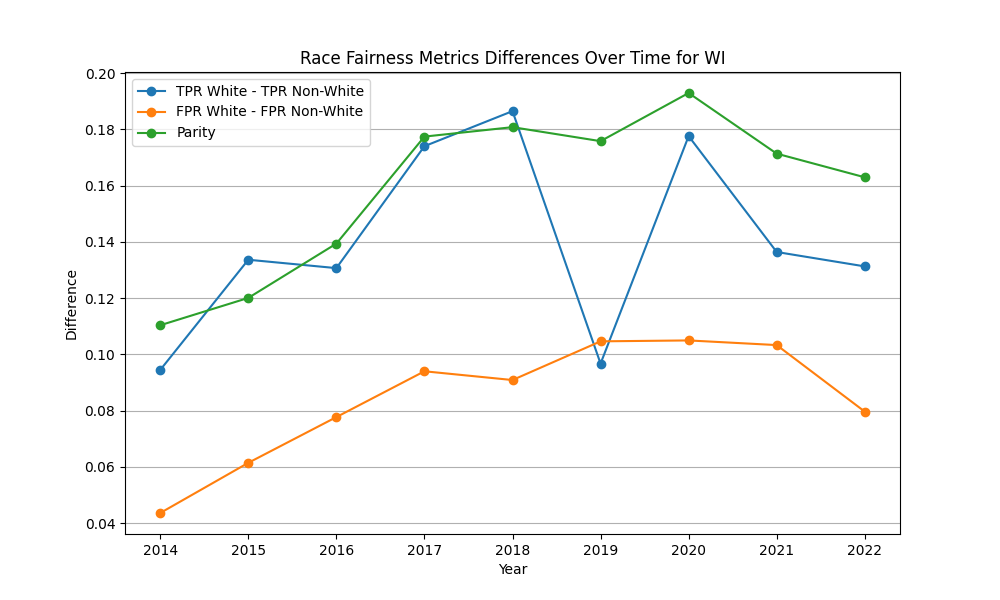 Race Fairness Metrics Differences Over Time for WI
TPR White - TPR Non-White
FPR White - FPR Non-White
Parity
Difference
0.20
0.18
0.16
0.14
0.12
0.10
0.08
0.06
0.04
2014 2015 2016 2017 2018 2019 2020 2021 2022
Year